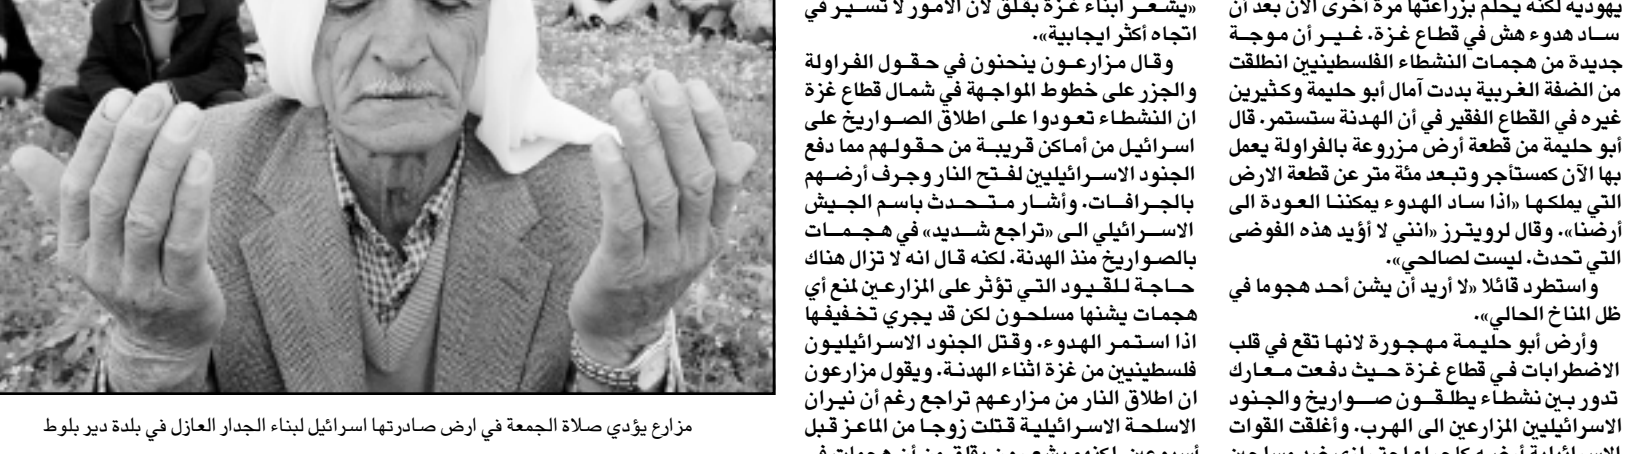 يهودية لكنه يحلم بزراعتها مرة أخرى الآن بعد أن
ساد هدوء هش في قطاع غزة. غير أن موجة
جديدة من هجمات النشطاء الفلسطينيين انطلقت
من الضفة الغربية بددت آمال أبو حليمة وكثيرين
غيره في القطاع الفقير في أن الهدنة ستستمر. قال
أبو حليمة من قطعة أرض مزروعة بالفراولة يعمل
بها الآن كمستأجر وتبعد مئة متر عن قطعة الارض
التي يملكها «اذا ساد الهدوء يمكننا العودة الى
أرضنا». وقال لرويترز «انني لا أؤيد هذه الفوضى
التي تحدث. ليست لصالحي».
واستطرد قائلا «لا أريد أن يشن أحد هجوما في
ظل المناخ الحالي».
وأرض أبو حليمة مهجورة لانها تقع في قلب
الاضطرابات في قطاع غزة حيث دفعت معارك
تدور بين نشطاء يطلقون صواريخ والجنود
الاسرائيليين المزارعين الى الهرب. وأغلقت القوات
«يشعر ابناء غزة بقلق لأن الأمور لا تسير في
اتجاه أكثر ايجابية».
وقال مزارعون ينحنون في حقول الفراولة
والجزر على خطوط المواجهة في شمال قطاع غزة
ان النشطاء تعودوا على اطلاق الصواريخ على
اسرائيل من أماكن قريبة من حقولهم مما دفع
الجنود الاسرائيليين لفتح النار وجرف أرضهم
بالجرافات. وأشار متحدث باسم الجيش
الاسرائيلي الى «تراجع شديد» في هجمات
بالصواريخ منذ الهدنة. لكنه قال انه لا تزال هناك
حاجة للقيود التي تؤثر على المزارعين لمنع أي
هجمات يشنها مسلحون لكن قد يجري تخفيفها
اذا استمر الهدوء. وقتل الجنود الاسرائيليون
فلسطينيين من غزة اثناء الهدنة. ويقول مزارعون
ان اطلاق النار من مزارعهم تراجع رغم أن نيران
الاسلحة الاسرائيلية قتلت زوجا من الماعز قبل
مزارع يؤدي صلاة الجمعة في ارض صادرتها اسرائيل لبناء الجدار العازل في بلدة دير بلوط